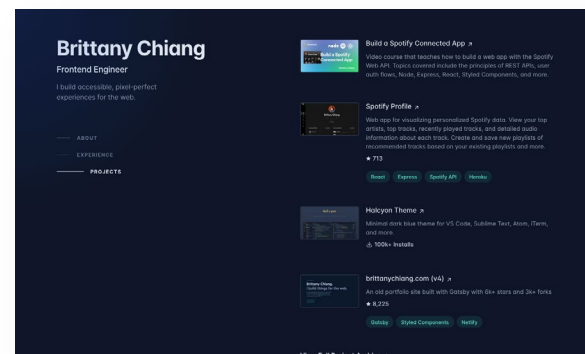 Brittany Chiang
Frontend Engineer
I build accessible, pixel-perfect
experiences for the web.
ABOUT
EXPERIENCE
PROJECTS
Build a Spotify Connected App
Video course that teaches how to build a web app with the Spotify
Web API. Topics covered include the principles of REST APIs, user
auth flows, Node, Express, React, Styled Components, and more.
Spotify Profile
Web app for visualizing personalized Spotify data. View your top
artists, top tracks, recently played tracks, and detailed audio
information about each track. Create and save new playlists of
recommended tracks based on your existing playlists and more.
713
React Express Spotify API Heroku
Halcyon Theme
Minimal dark blue theme for VS Code, Sublime Text, Atom, iTerm,
and more.
100k+ Installs
Brittany Chiang.
I build things for the web.
brittanychiang.com (v4)
An old portfolio site built with Gatsby with 6k+ stars and 3k+ forks
8,225
Gatsby Styled Components Netlify